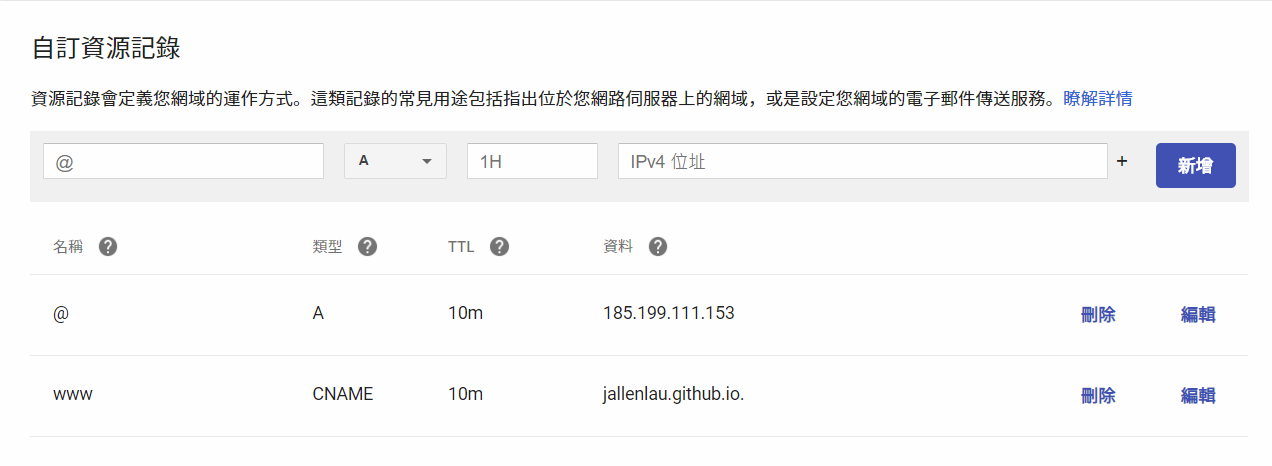 自訂資源記錄
資源記錄會定義您網域的運作方式。這類記錄的常見用途包括指出位於您網路伺服器上的網域，或是設定您網域的電子郵件傳送服務。瞭解詳情
@ A 1H IPv4 位址 + 新增
名稱 ? 類型 ? TTL ? 資料 ?
@ A 10m 185.199.111.153 刪除 編輯
www CNAME 10m jallenlau.github.io. 刪除 編輯